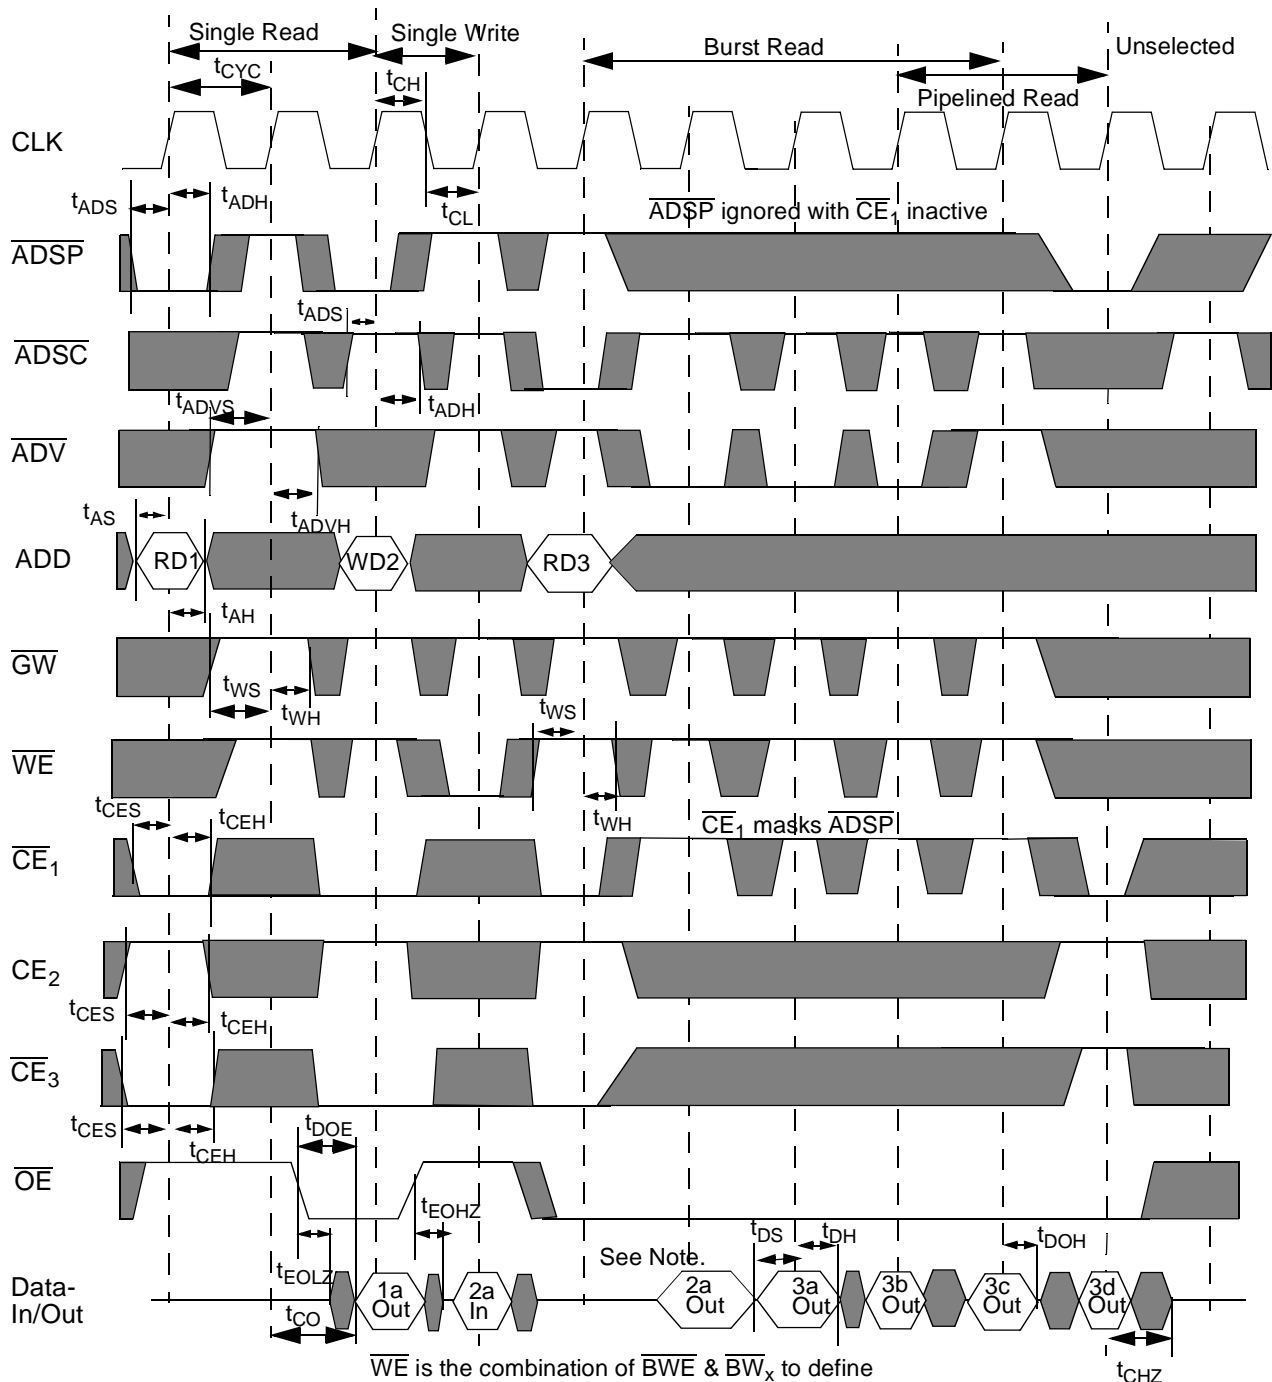 Single Read
Single Write
Burst Read
Unselected
tCYC
tCH
Pipelined Read
CLK
tADS
tADH
tCL
ADSP ignored with CE1 inactive
ADSP
tADS
ADSC
tADVS
tADH
ADV
tAS
tADVH
ADD
RD1
WD2
RD3
tAH
GW
tWS
tWH
tWS
WE
tCES
tCEH
tWH
CE1 masks ADSP
CE1
CE2
tCES
tCEH
CE3
tCES
tCEH
tDOE
OE
tEOHZ
See Note.
tDS
tDH
tDOH
tEOLZ
Data-
In/Out
1a
Out
2a
In
2a
Out
3a
Out
3b
Out
3c
Out
3d
Out
tCO
tCHZ
WE is the combination of BWE & BWx to define